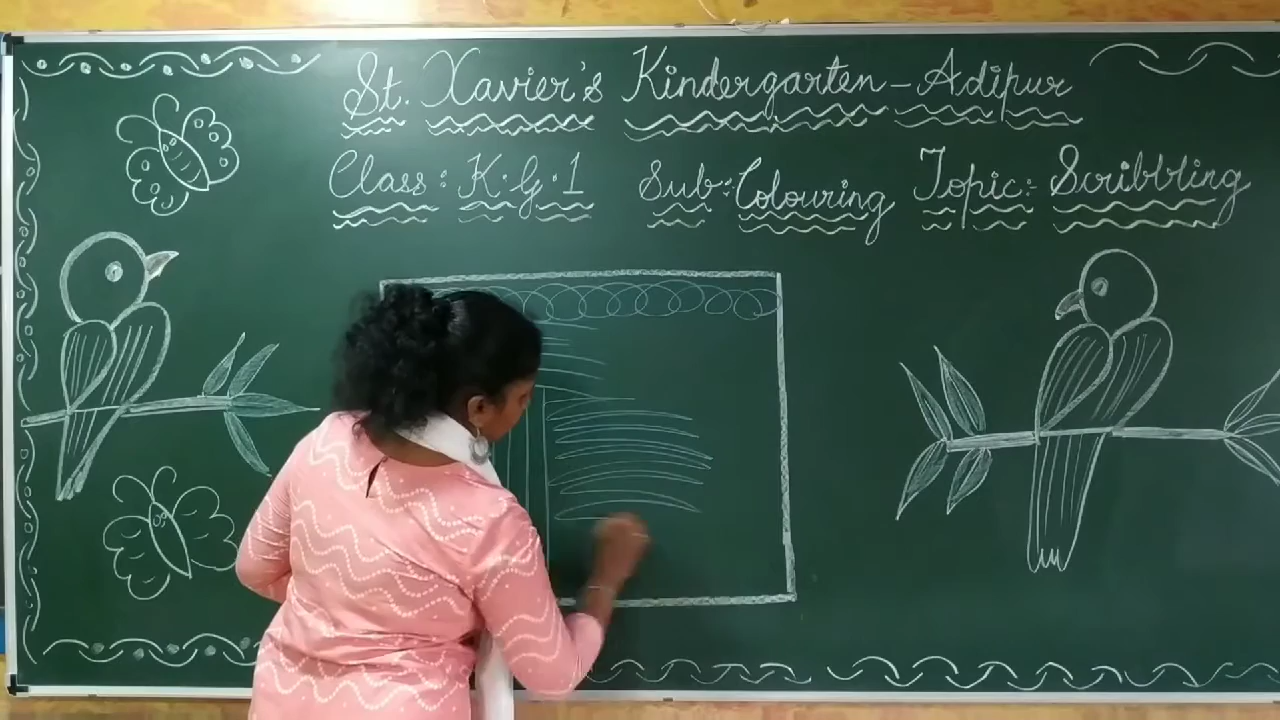 St. Xavier's Kindergarten - Adipur
Class: K.G.1 Sub:- Colouring Topic:- Scribbling